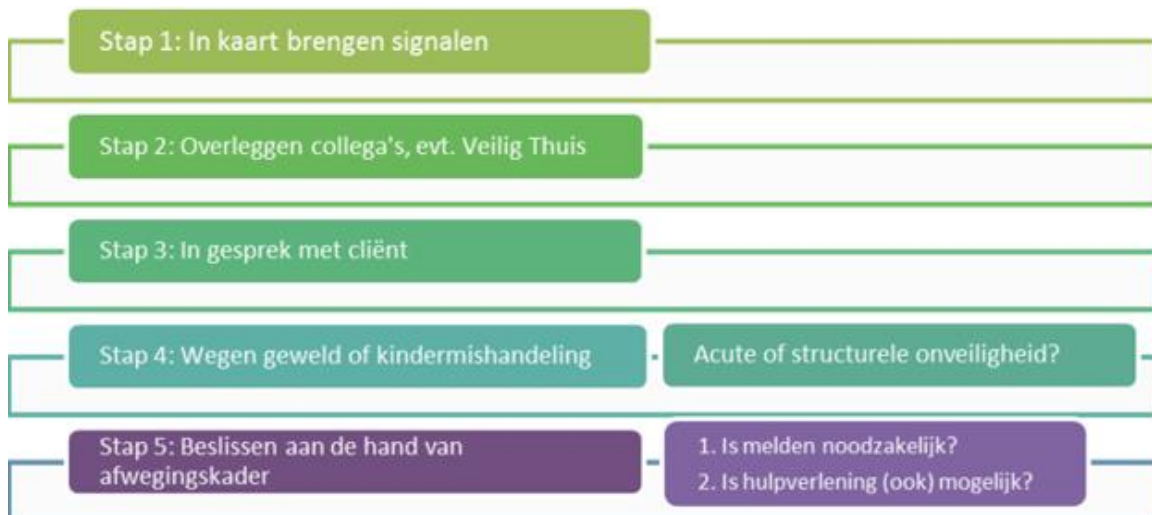 Stap 1: In kaart brengen signalen
Stap 2: Overleggen collega's, evt. Veilig Thuis
Stap 3: In gesprek met cliënt
Stap 4: Wegen geweld of kindermishandeling
Acute of structurele onveiligheid?
Stap 5: Beslissen aan de hand van
afwegingskader
1. Is melden noodzakelijk?
2. Is hulpverlening (ook) mogelijk?